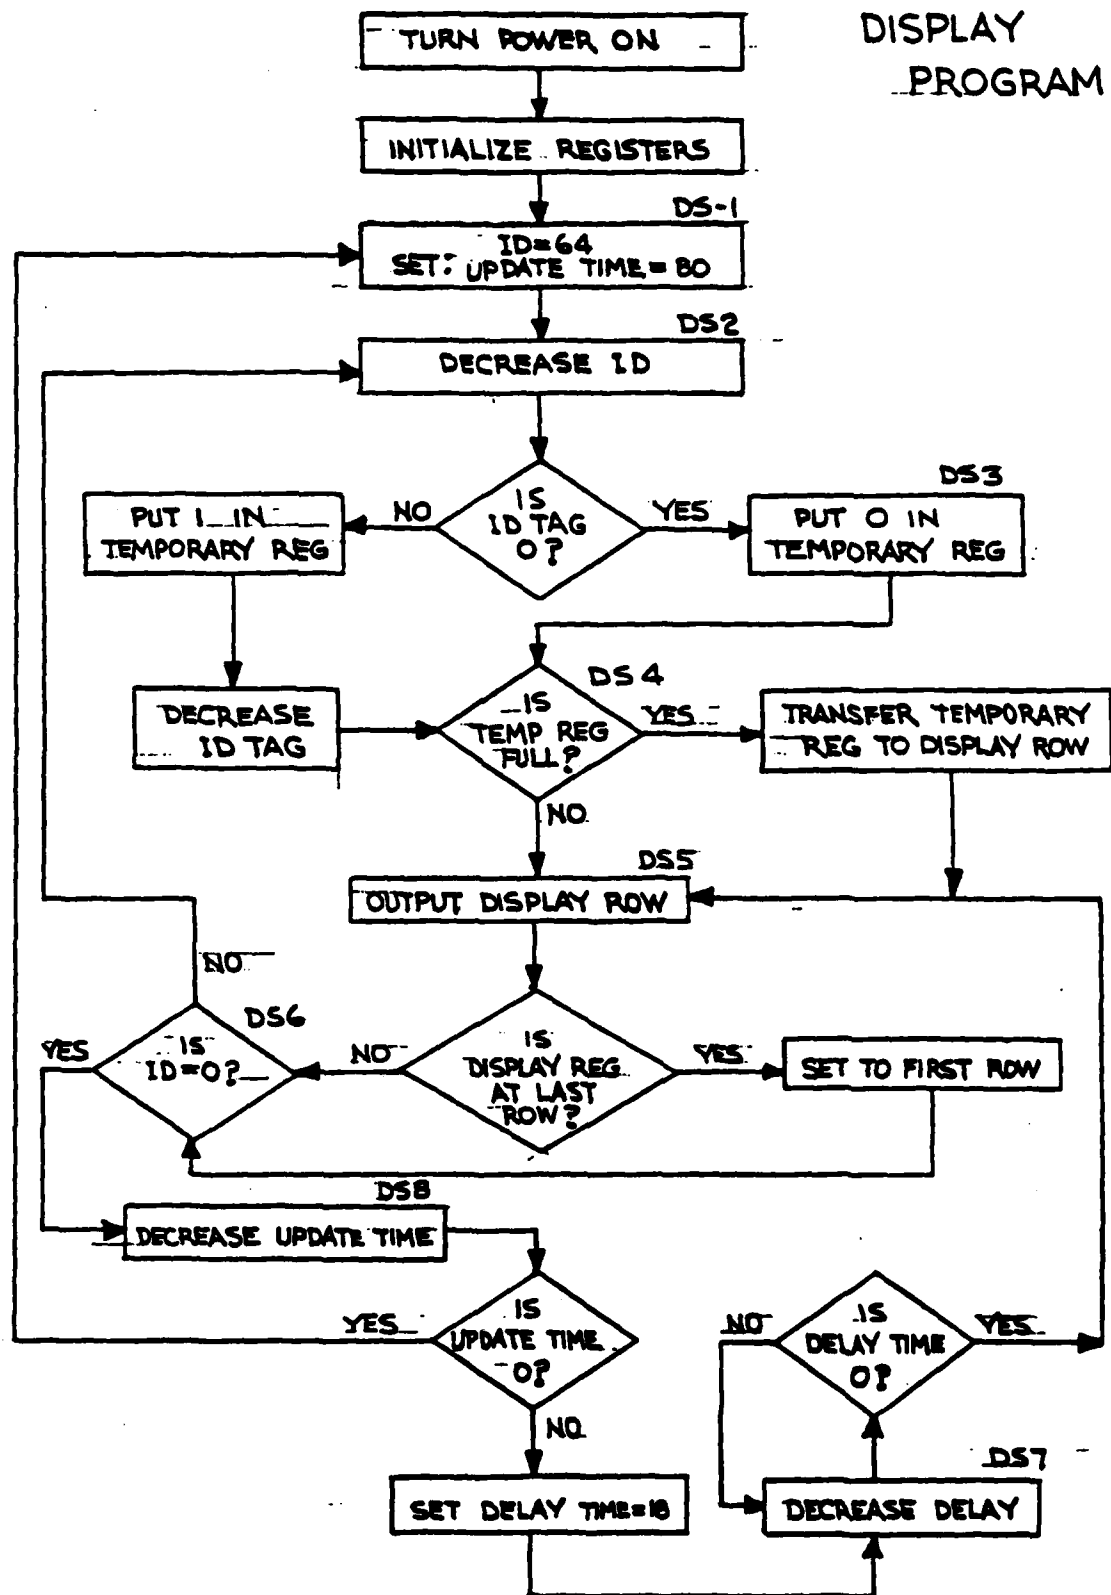 DISPLAY
PROGRAM
TURN POWER ON
INITIALIZE REGISTERS
DS-1
ID=64
SET: UPDATE TIME=80
DS2
DECREASE ID
IS
ID TAG
0?
NO
YES
DS3
PUT 1 IN
TEMPORARY REG
PUT 0 IN
TEMPORARY REG
DECREASE
ID TAG
DS4
IS
TEMP REG
FULL?
YES
NO
TRANSFER TEMPORARY
REG TO DISPLAY ROW
DS5
OUTPUT DISPLAY ROW
NO
DS6
YES
IS
ID=0?
NO
IS
DISPLAY REG
AT LAST
ROW?
YES
SET TO FIRST ROW
DS8
DECREASE UPDATE TIME
YES
IS
UPDATE TIME
0?
NO
NO
IS
DELAY TIME
0?
YES
SET DELAY TIME=18
DS7
DECREASE DELAY